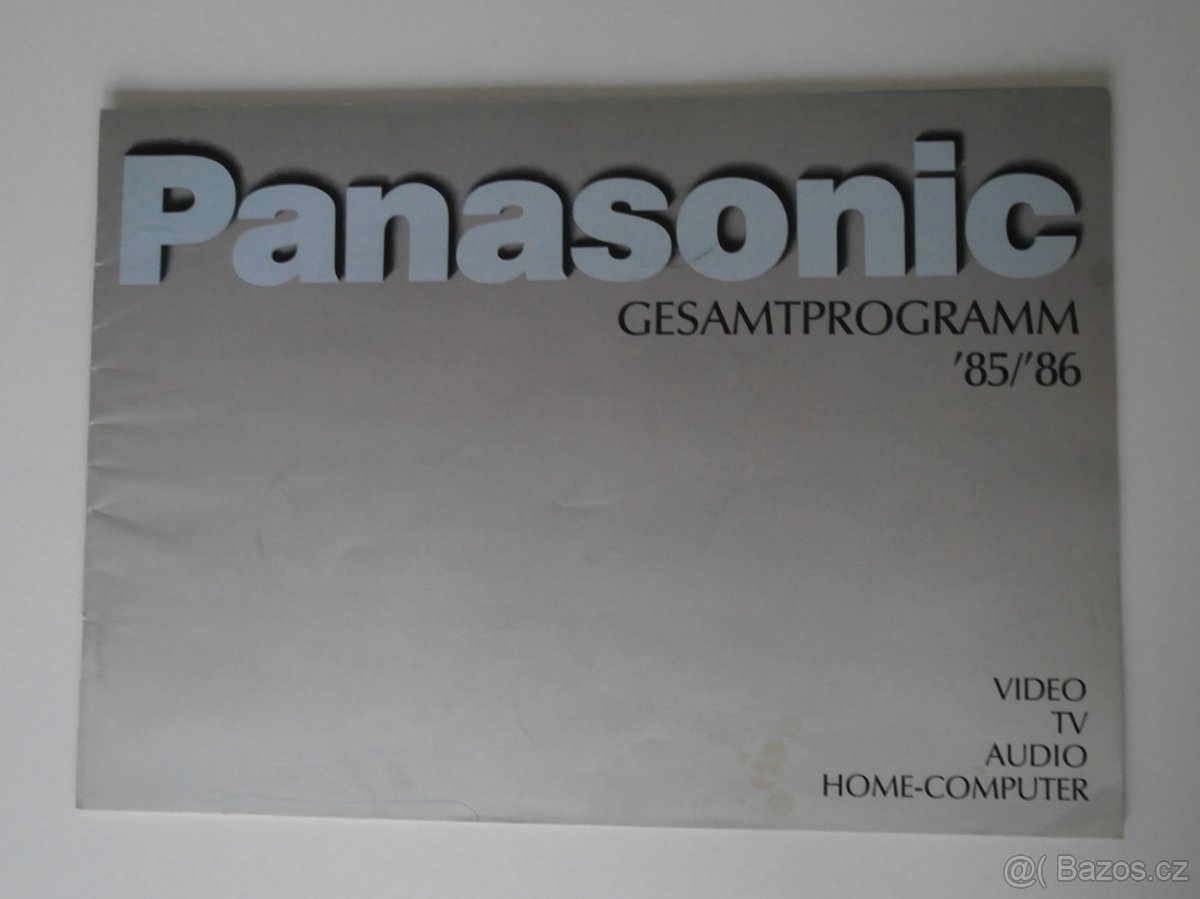 Panasonic
GESAMTPROGRAMM
'85/'86
VIDEO
TV
AUDIO
HOME-COMPUTER
@( Bazos.cz